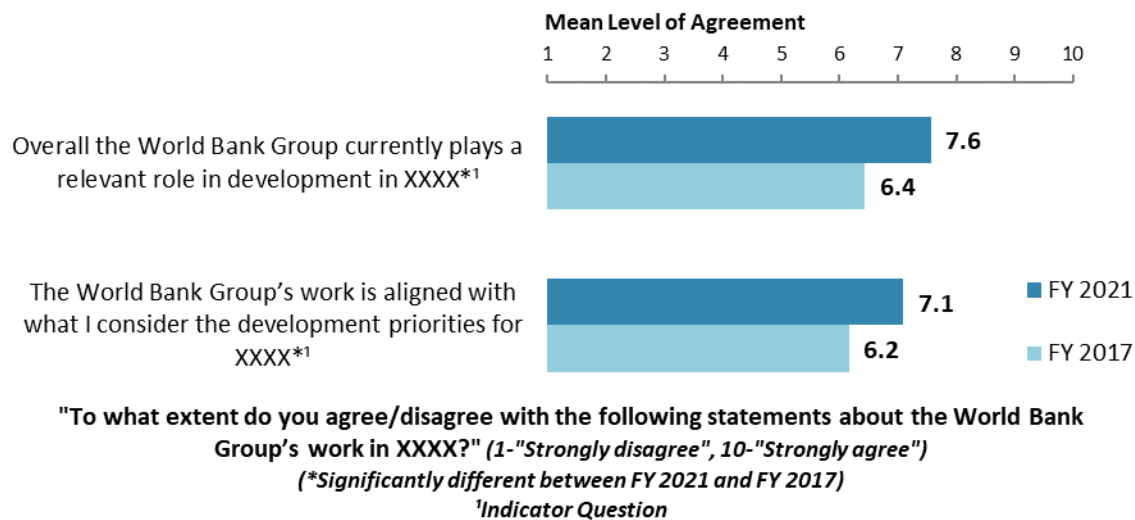 Mean Level of Agreement
1 2 3 4 5 6 7 8 9 10
Overall the World Bank Group currently plays a
relevant role in development in XXXX*¹
7.6
6.4
The World Bank Group’s work is aligned with
what I consider the development priorities for
XXXX*¹
7.1
6.2
FY 2021
FY 2017
"To what extent do you agree/disagree with the following statements about the World Bank
Group’s work in XXXX?" (1-"Strongly disagree", 10-"Strongly agree")
(*Significantly different between FY 2021 and FY 2017)
¹Indicator Question